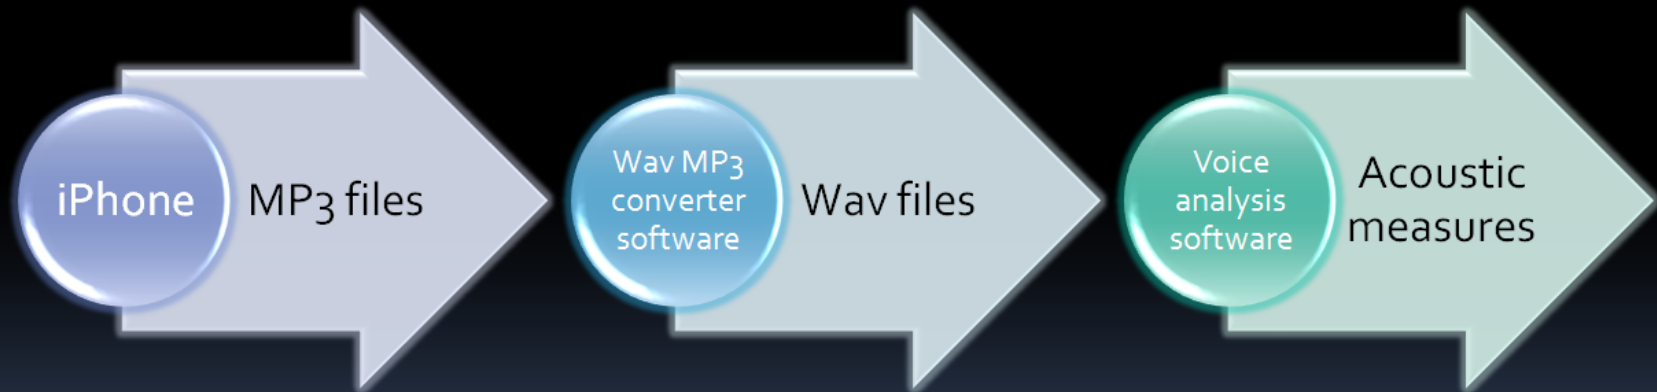 iPhone
MP3 files
Wav MP3
converter
software
Wav files
Voice
analysis
software
Acoustic
measures